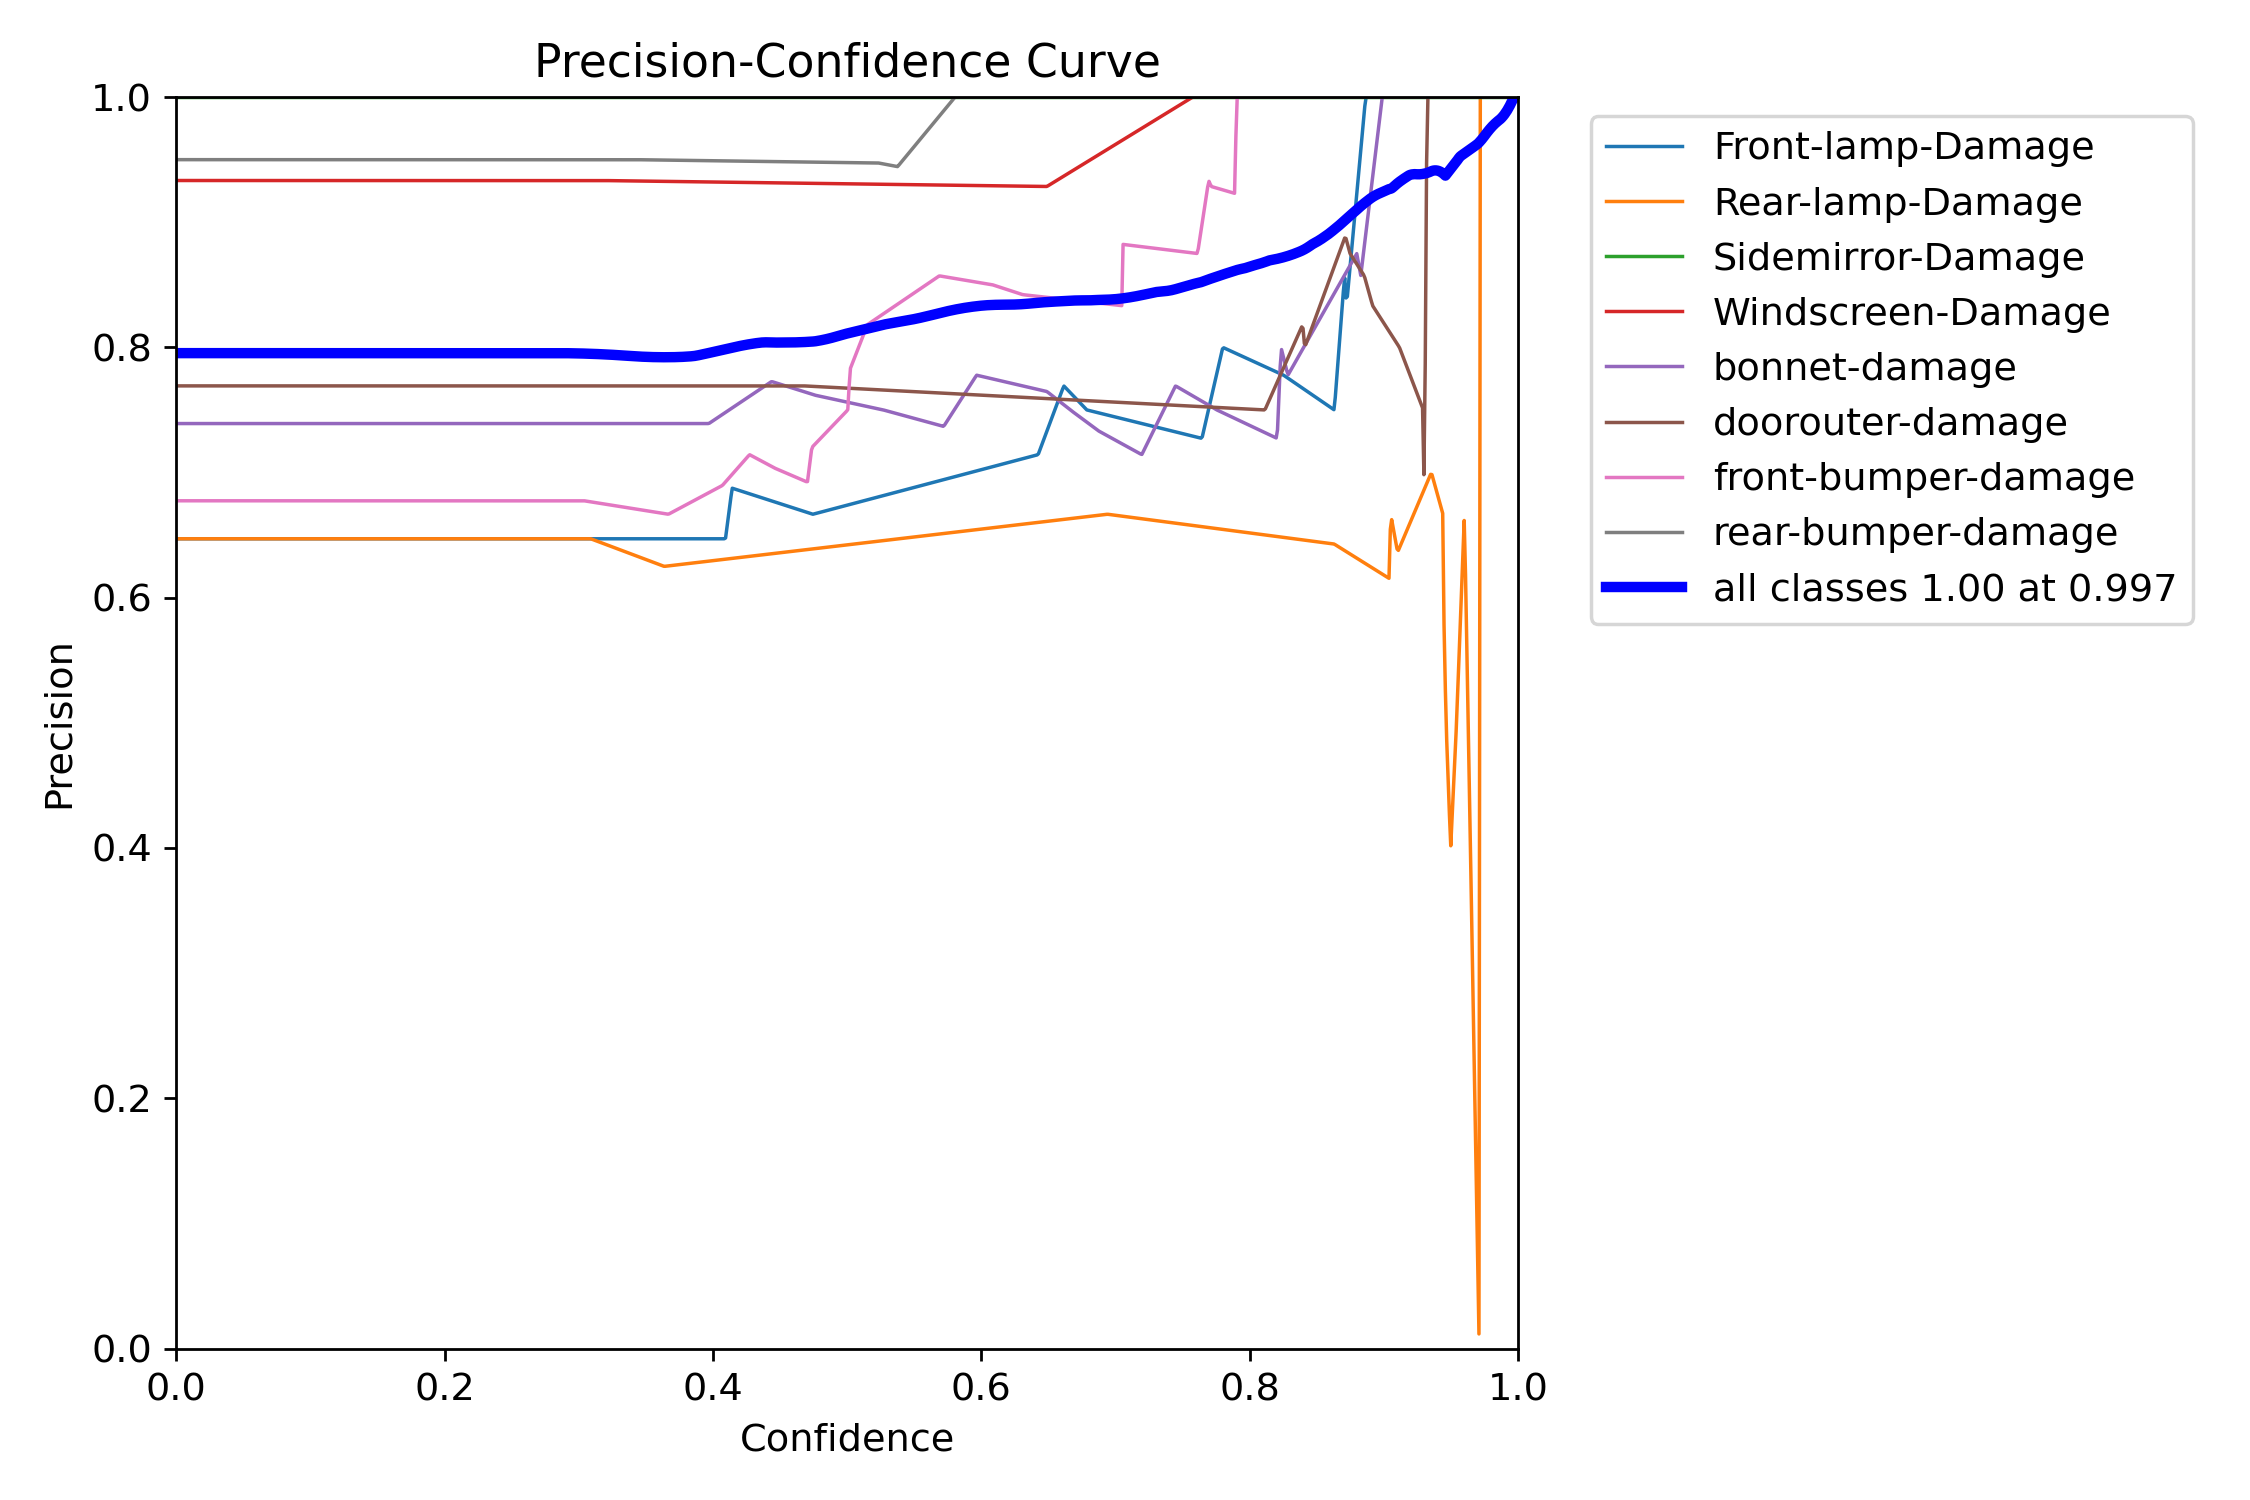 Precision-Confidence Curve
1.0
0.8
0.6
0.4
0.2
0.0
Precision
0.0 0.2 0.4 0.6 0.8 1.0
Confidence
Front-lamp-Damage
Rear-lamp-Damage
Sidemirror-Damage
Windscreen-Damage
bonnet-damage
doorouter-damage
front-bumper-damage
rear-bumper-damage
all classes 1.00 at 0.997